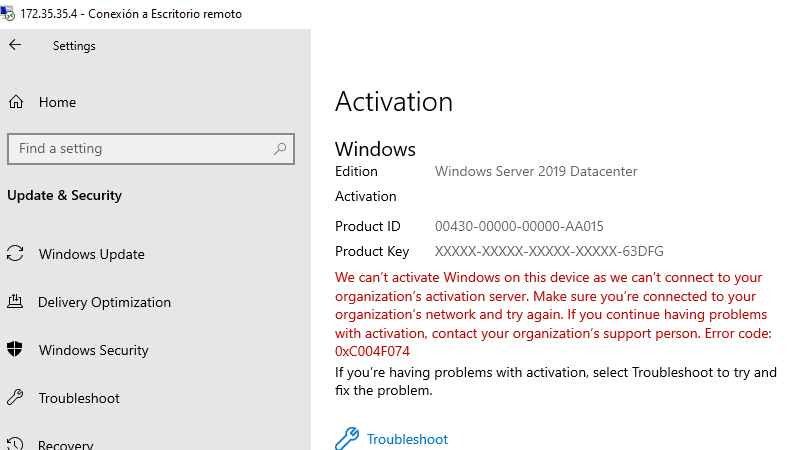 172.35.35.4 - Conexión a Escritorio remoto
Settings
Home
Find a setting
Update & Security
Windows Update
Delivery Optimization
Windows Security
Troubleshoot
Recovery
Activation
Windows
Edition Windows Server 2019 Datacenter
Activation
Product ID 00430-00000-00000-AA015
Product Key XXXXX-XXXXX-XXXXX-XXXXX-63DFG
We can't activate Windows on this device as we can't connect to your
organization's activation server. Make sure you're connected to your
organization's network and try again. If you continue having problems
with activation, contact your organization's support person. Error code:
0xC004F074
If you're having problems with activation, select Troubleshoot to try and
fix the problem.
Troubleshoot